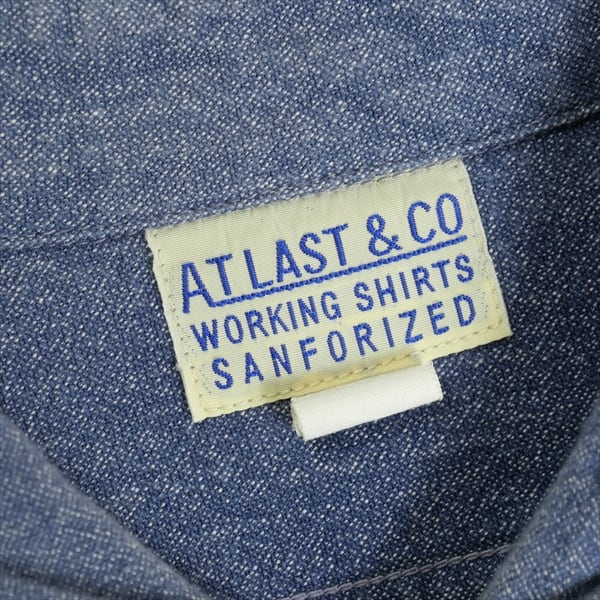 AT LAST & CO
WORKING SHIRTS
SANFORIZED